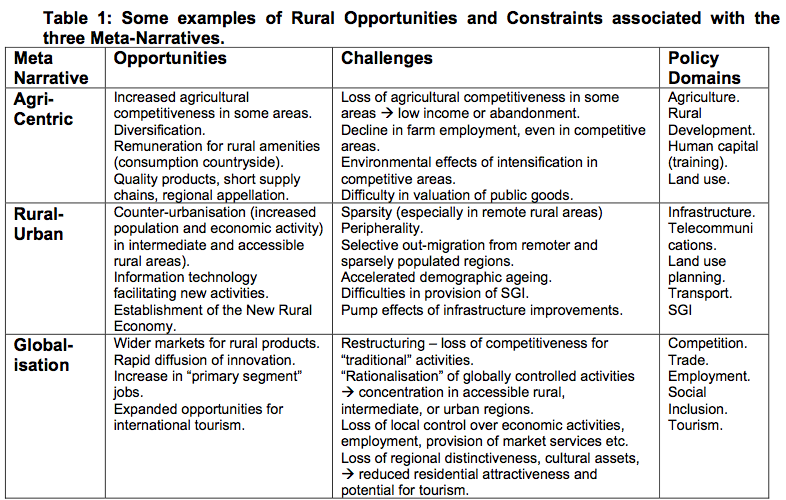 Table 1: Some examples of Rural Opportunities and Constraints associated with the
three Meta-Narratives.
Meta
Narrative
Opportunities
Challenges
Policy
Domains
Agri-
Centric
Increased agricultural
competitiveness in some areas.
Diversification.
Remuneration for rural amenities
(consumption countryside).
Quality products, short supply
chains, regional appellation.
Loss of agricultural competitiveness in some
areas → low income or abandonment.
Decline in farm employment, even in competitive
areas.
Environmental effects of intensification in
competitive areas.
Difficulty in valuation of public goods.
Agriculture.
Rural
Development.
Human capital
(training).
Land use.
Rural-
Urban
Counter-urbanisation (increased
population and economic activity)
in intermediate and accessible
rural areas).
Information technology
facilitating new activities.
Establishment of the New Rural
Economy.
Sparsity (especially in remote rural areas)
Peripherality.
Selective out-migration from remoter and
sparsely populated regions.
Accelerated demographic ageing.
Difficulties in provision of SGI.
Pump effects of infrastructure improvements.
Infrastructure.
Telecommuni
cations.
Land use
planning.
Transport.
SGI
Global-
isation
Wider markets for rural products.
Rapid diffusion of innovation.
Increase in “primary segment”
jobs.
Expanded opportunities for
international tourism.
Restructuring – loss of competitiveness for
“traditional” activities.
“Rationalisation” of globally controlled activities
→ concentration in accessible rural,
intermediate, or urban regions.
Loss of local control over economic activities,
employment, provision of market services etc.
Loss of regional distinctiveness, cultural assets,
→ reduced residential attractiveness and
potential for tourism.
Competition.
Trade.
Employment.
Social
Inclusion.
Tourism.